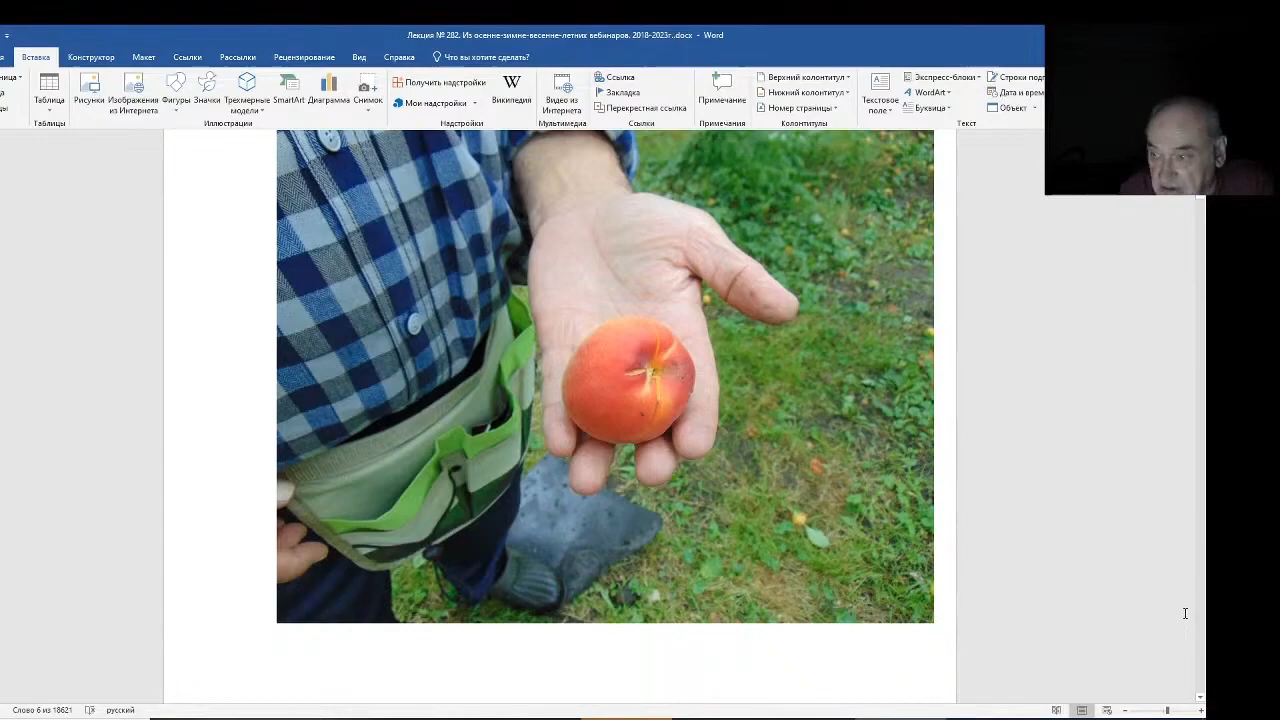 Лекция № 282. Из осенне-зимне-весенне-летних вебинаров. 2018-2023г..docx - Word
Вставка Конструктор Макет Ссылки Рассылки Рецензирование Вид Справка Что вы хотите сделать?
Таблица
Таблицы
Рисунки
Изображения из Интернета
Фигуры
Значки
Трехмерные модели
SmartArt
Диаграмма
Снимок
Иллюстрации
Получить надстройки
Мои надстройки
Википедия
Надстройки
Видео из Интернета
Мультимедиа
Ссылка
Закладка
Перекрестная ссылка
Ссылки
Примечание
Примечания
Верхний колонтитул
Нижний колонтитул
Номер страницы
Колонтитулы
Текстовое поле
Экспресс-блоки
WordArt
Буквица
Строки
Дата и
Объект
Текст
Слово 6 из 18621 русский